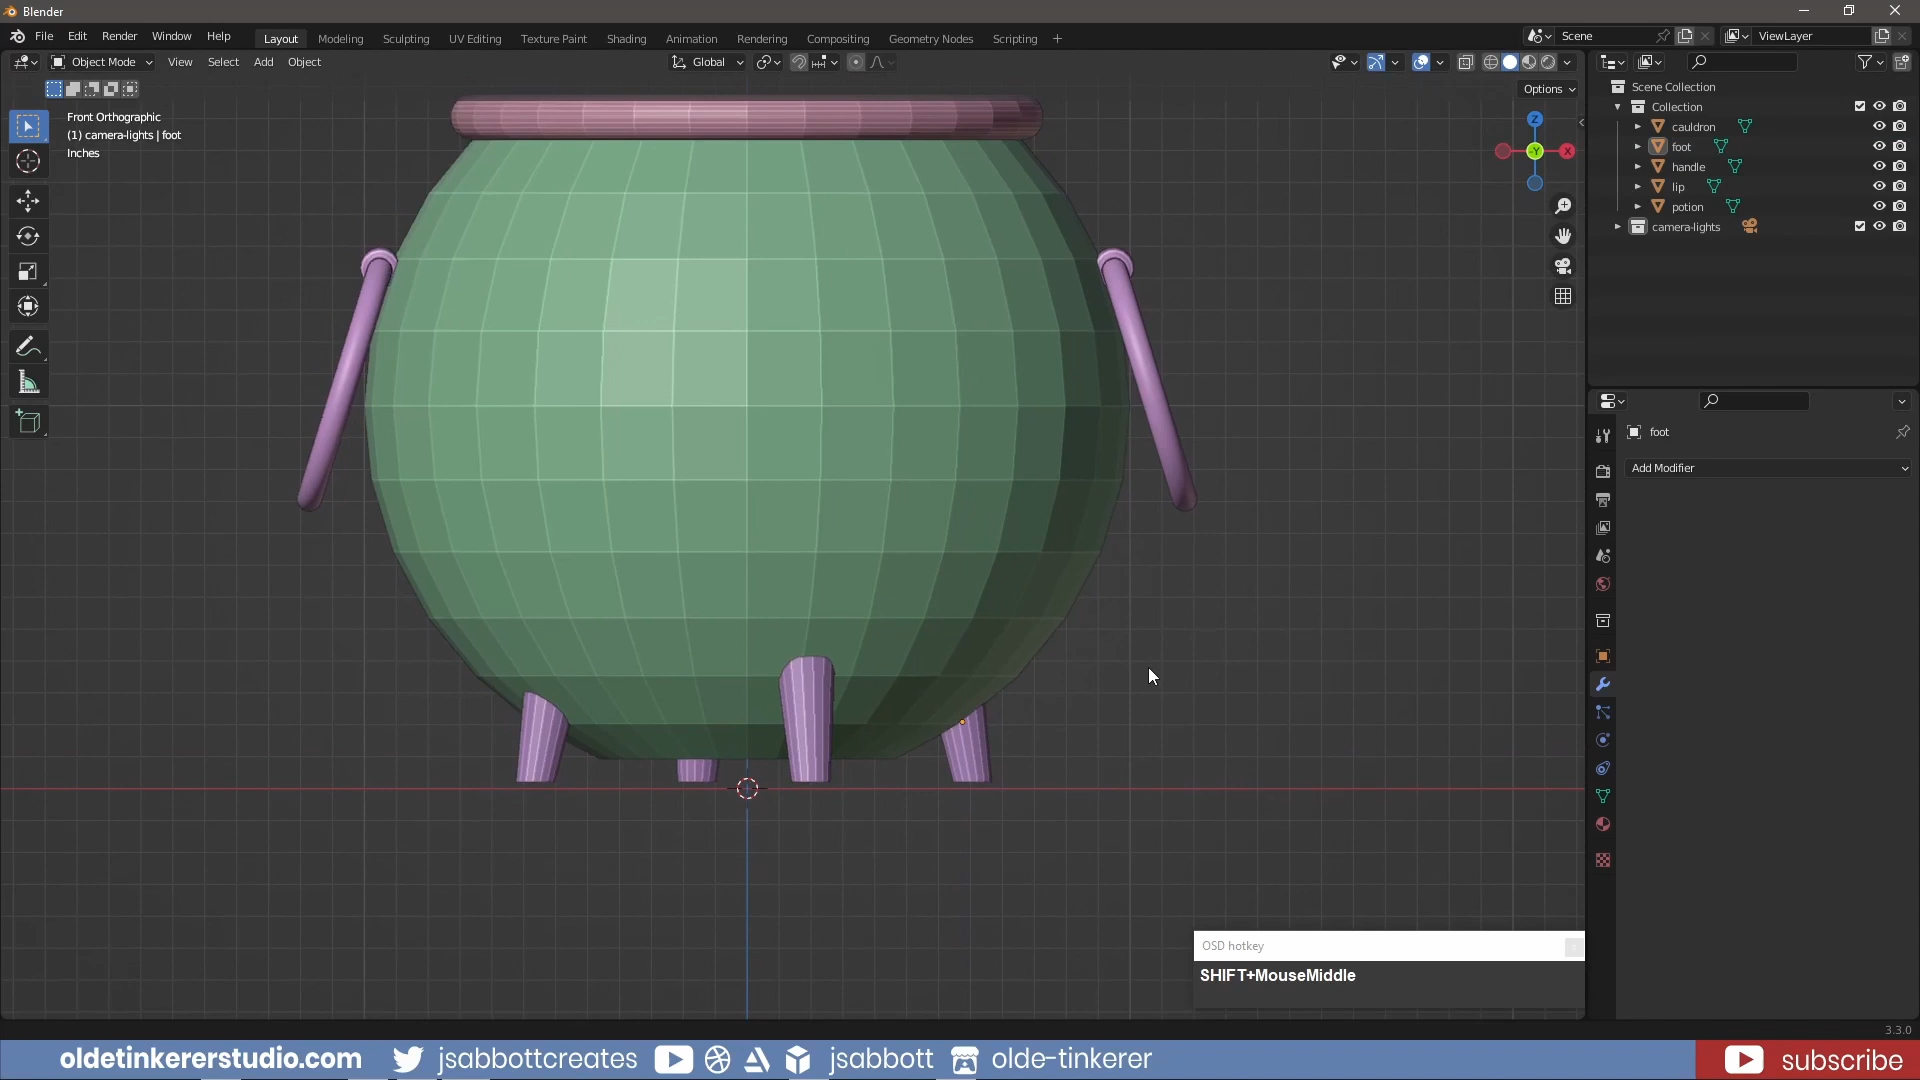 Blender
File Edit Render Window Help Layout Modeling Sculpting UV Editing Texture Paint Shading Animation Rendering Compositing Geometry Nodes Scripting + Scene ViewLayer
Object Mode View Select Add Object Global
Options
Front Orthographic
(1) camera-lights | foot
Inches
Z
-Y
X
Scene Collection
Collection
cauldron
foot
handle
lip
potion
camera-lights
foot
Add Modifier
OSD hotkey
SHIFT+MouseMiddle
3.3.0
oldetinkererstudio.com jsabbottcreates jsabbott olde-tinkerer subscribe